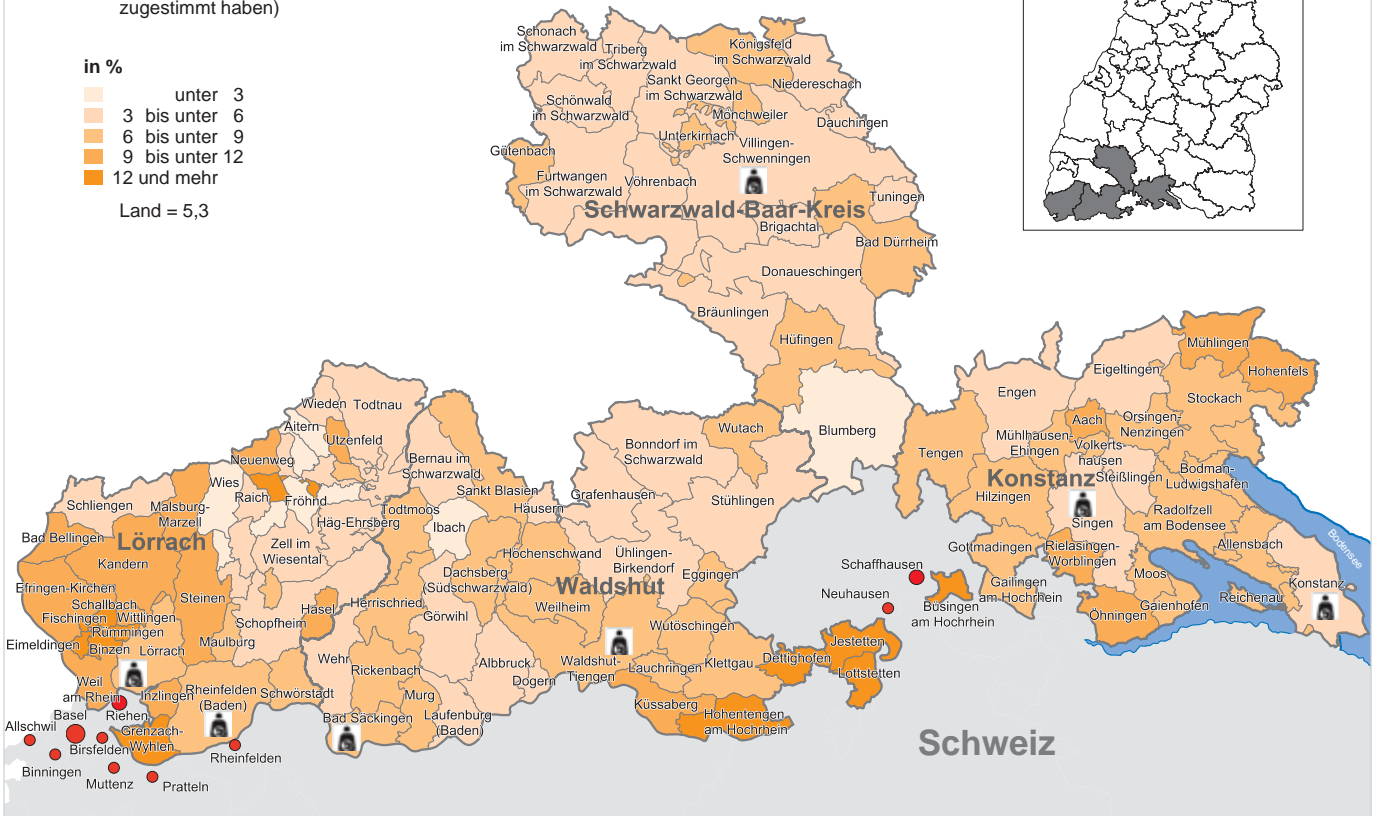 zugestimmt haben)
in %
unter 3
3 bis unter 6
6 bis unter 9
9 bis unter 12
12 und mehr
Land = 5,3
Schonach
im Schwarzwald
Triberg
im Schwarzwald
Königsfeld
im Schwarzwald
Sankt Georgen
im Schwarzwald
Niedereschach
Schönwald
im Schwarzwald
Mönchweiler
Dauchingen
Unterkirnach
Villingen-
Schwenningen
Gütenbach
Furtwangen
im Schwarzwald
Vöhrenbach
Tuningen
Schwarzwald-Baar-Kreis
Brigachtal
Bad Dürrheim
Donaueschingen
Bräunlingen
Hüfingen
Blumberg
Mühlingen
Hohenfels
Eigeltingen
Engen
Stockach
Aach
Orsingen-
Nenzingen
Mühlhausen-
Ehingen
Volkerts-
hausen
Tengen
Konstanz
Steißlingen
Bodman-
Ludwigshafen
Hilzingen
Singen
Radolfzell
am Bodensee
Allensbach
Bodensee
Gottmadingen
Rielasingen-
Worblingen
Moos
Gailingen
am Hochrhein
Gaienhofen
Reichenau
Konstanz
Öhningen
Schaffhausen
Neuhausen
Büsingen
am Hochrhein
Wieden
Todtnau
Aitern
Utzenfeld
Neuenweg
Wies
Raich
Fröhnd
Bernau im
Schwarzwald
Sankt Blasien
Häusern
Schliengen
Malsburg-
Marzell
Häg-Ehrsberg
Todtmoos
Ibach
Bad Bellingen
Lörrach
Kandern
Zell im
Wiesental
Höchenschwand
Dachsberg
(Südschwarzwald)
Efringen-Kirchen
Schallbach
Fischingen
Wittlingen
Steinen
Rümmingen
Hasel
Herrischried
Görwihl
Weilheim
Schopfheim
Eimeldingen
Binzen
Lörrach
Maulburg
Weil
am Rhein
Inzlingen
Rheinfelden
(Baden)
Schwörstadt
Wehr
Rickenbach
Murg
Albbruck
Dogern
Bad Säckingen
Laufenburg
(Baden)
Waldshut-
Tiengen
Wutach
Bonndorf im
Schwarzwald
Grafenhausen
Stühlingen
Ühlingen-
Birkendorf
Waldshut
Eggingen
Wutöschingen
Lauchringen
Klettgau
Dettighofen
Jestetten
Lottstetten
Küssaberg
Hohentengen
am Hochrhein
Allschwil
Basel
Riehen
Birsfelden
Grenzach-
Wyhlen
Binningen
Muttenz
Pratteln
Rheinfelden
Schweiz